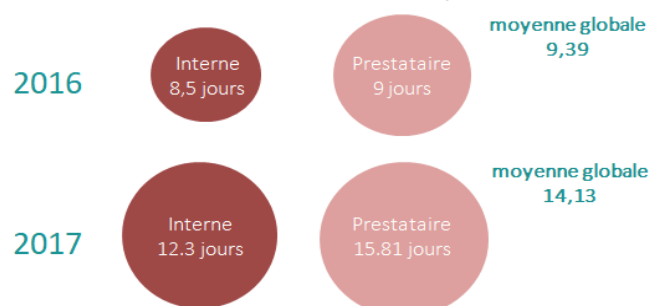 2016
Interne
8,5 jours
Prestataire
9 jours
moyenne globale
9,39
2017
Interne
12.3 jours
Prestataire
15.81 jours
moyenne globale
14,13